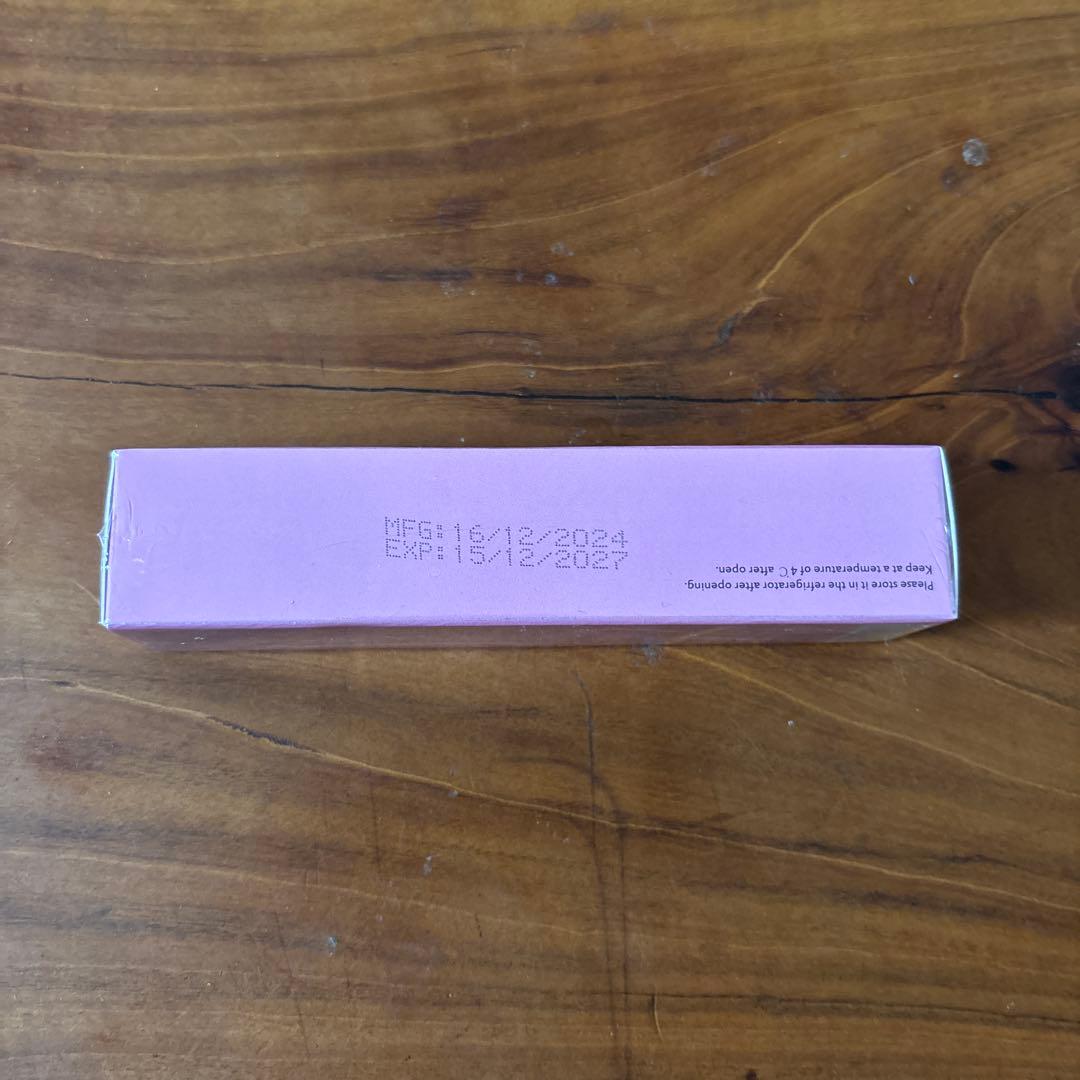 MFG:16/12/2024
EXP:15/12/2027
Please store it in the refrigerator after opening.
Keep at a temperature of 4℃ after open.